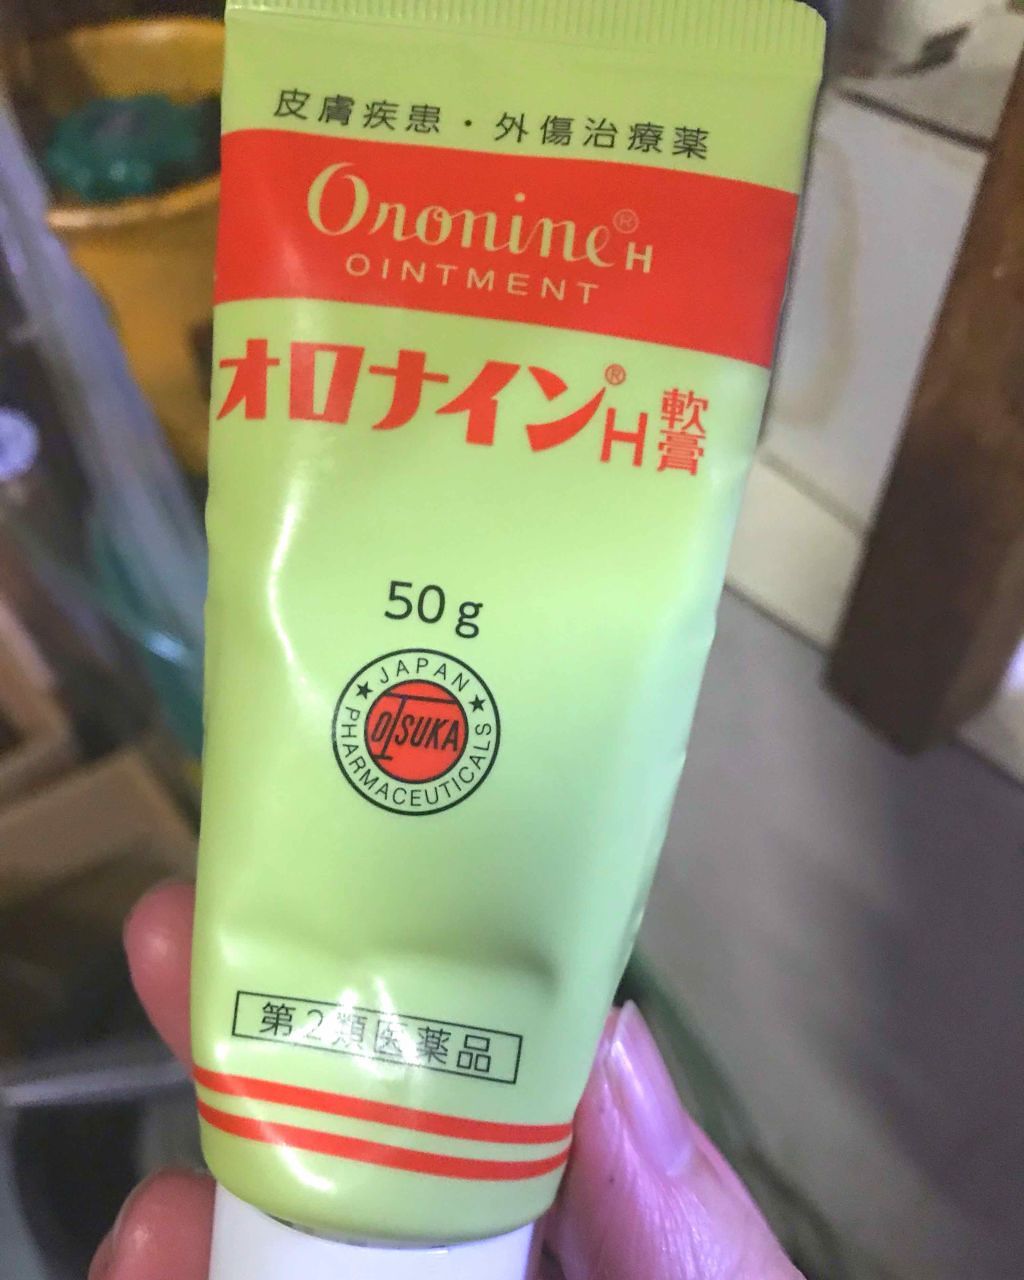 皮膚疾患・外傷治療薬
Oronine® H
OINTMENT
オロナイン®H軟膏
50g
★ JAPAN ★
OTSUKA
PHARMACEUTICALS
第2類医薬品